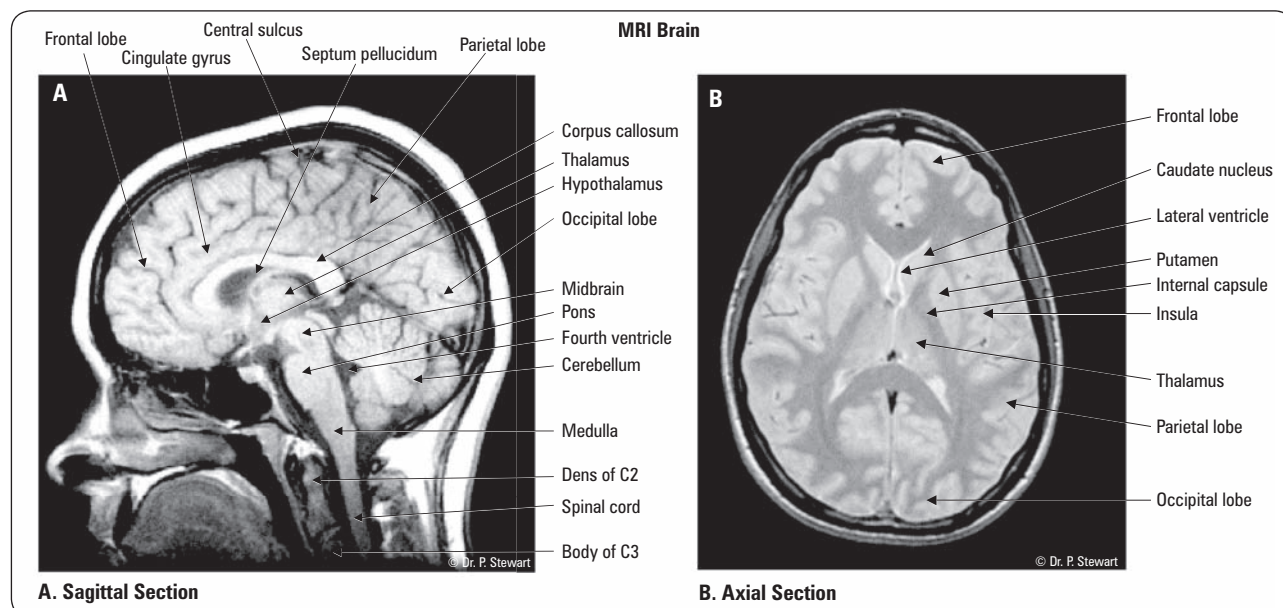 MRI Brain
Frontal lobe
Cingulate gyrus
Central sulcus
Septum pellucidum
Parietal lobe
A
Corpus callosum
Thalamus
Hypothalamus
Occipital lobe
Midbrain
Pons
Fourth ventricle
Cerebellum
Medulla
Dens of C2
Spinal cord
Body of C3
© Dr. P. Stewart
A. Sagittal Section
B
Frontal lobe
Caudate nucleus
Lateral ventricle
Putamen
Internal capsule
Insula
Thalamus
Parietal lobe
Occipital lobe
© Dr. P. Stewart
B. Axial Section